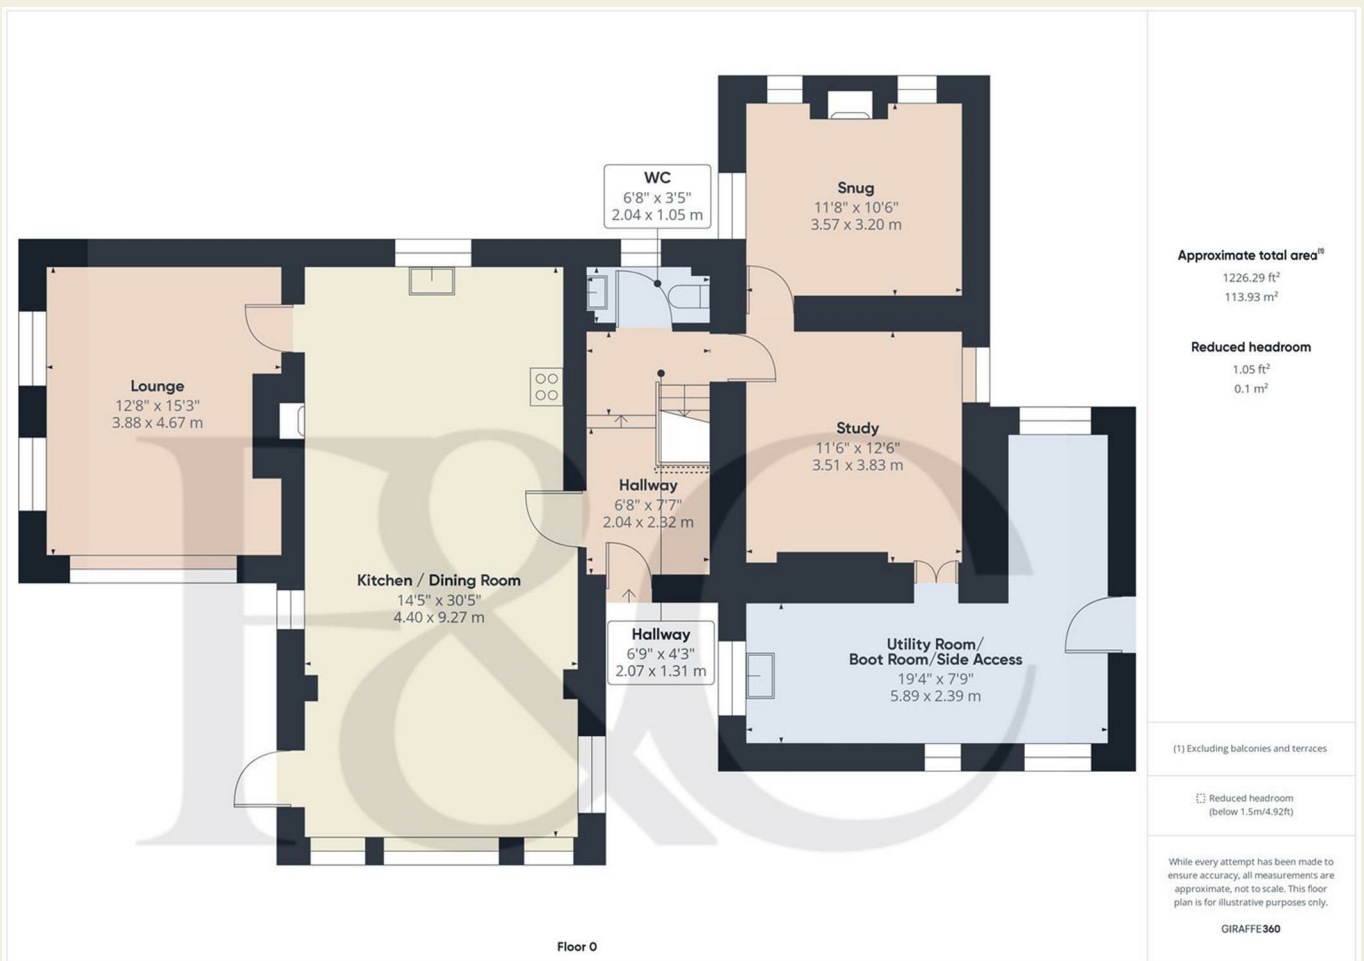 WC
6'8" x 3'5"
2.04 x 1.05 m
Snug
11'8" x 10'6"
3.57 x 3.20 m
Lounge
12'8" x 15'3"
3.88 x 4.67 m
Study
11'6" x 12'6"
3.51 x 3.83 m
Hallway
6'8" x 7'7"
2.04 x 2.32 m
Kitchen / Dining Room
14'5" x 30'5"
4.40 x 9.27 m
Hallway
6'9" x 4'3"
2.07 x 1.31 m
Utility Room/
Boot Room/Side Access
19'4" x 7'9"
5.89 x 2.39 m
F&C
Floor 0
Approximate total area(1)
1226.29 ft²
113.93 m²
Reduced headroom
1.05 ft²
0.1 m²
(1) Excluding balconies and terraces
Reduced headroom
(below 1.5m/4.92ft)
While every attempt has been made to
ensure accuracy, all measurements are
approximate, not to scale. This floor
plan is for illustrative purposes only.
GIRAFFE360